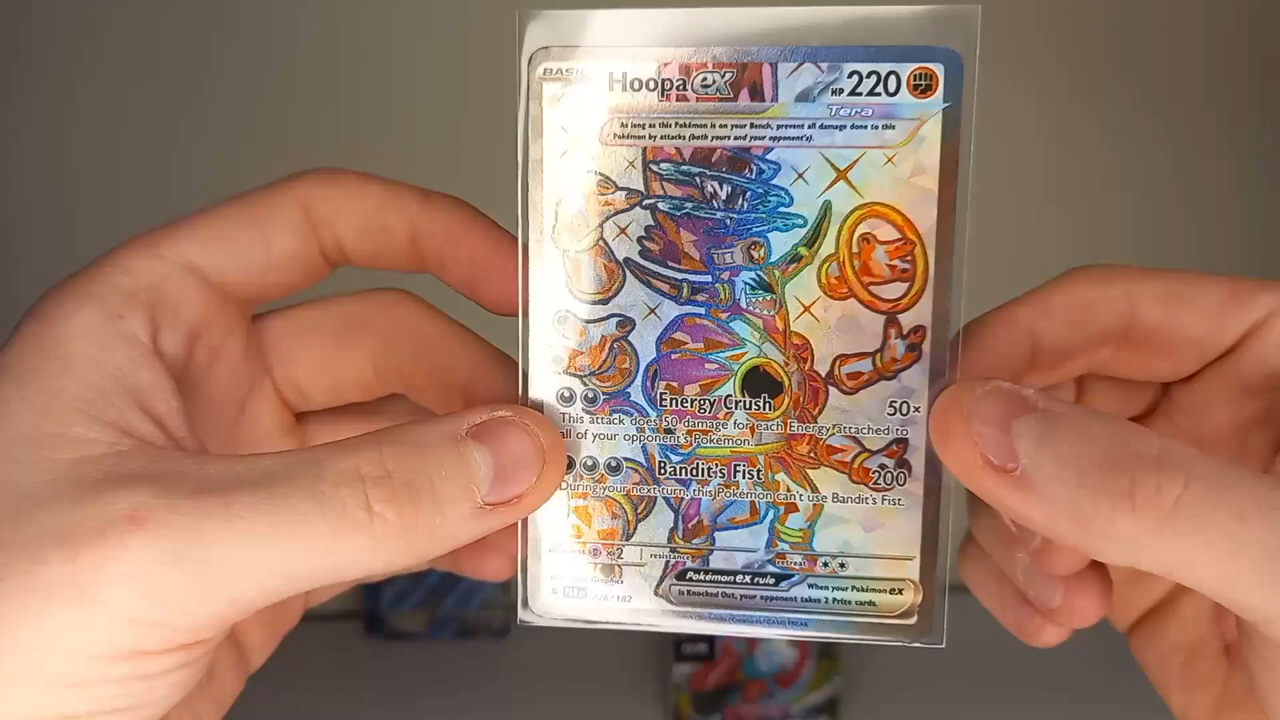 BASIC Hoopa ex HP 220
Tera
As long as this Pokémon is on your Bench, prevent all damage done to this
Pokémon by attacks (both yours and your opponent's).
Energy Crush 50×
This attack does 50 damage for each Energy attached to
all of your opponent's Pokémon.
Bandit's Fist 200
During your next turn, this Pokémon can't use Bandit's Fist.
×2 resistance retreat
Pokémon ex rule When your Pokémon ex
is Knocked Out, your opponent takes 2 Prize cards.
Graphics
PAR EN 226/182